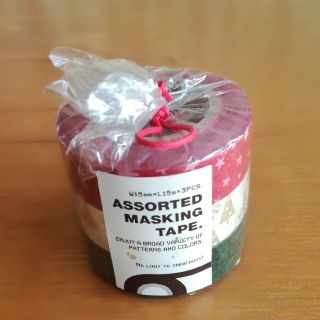 W15mm×L15m×3PCS.
ASSORTED
MASKING
TAPE.
ENJOY A BROAD VARIETY OF
PATTERNS AND COLORS.
NO LIMIT TO CREATIVITY